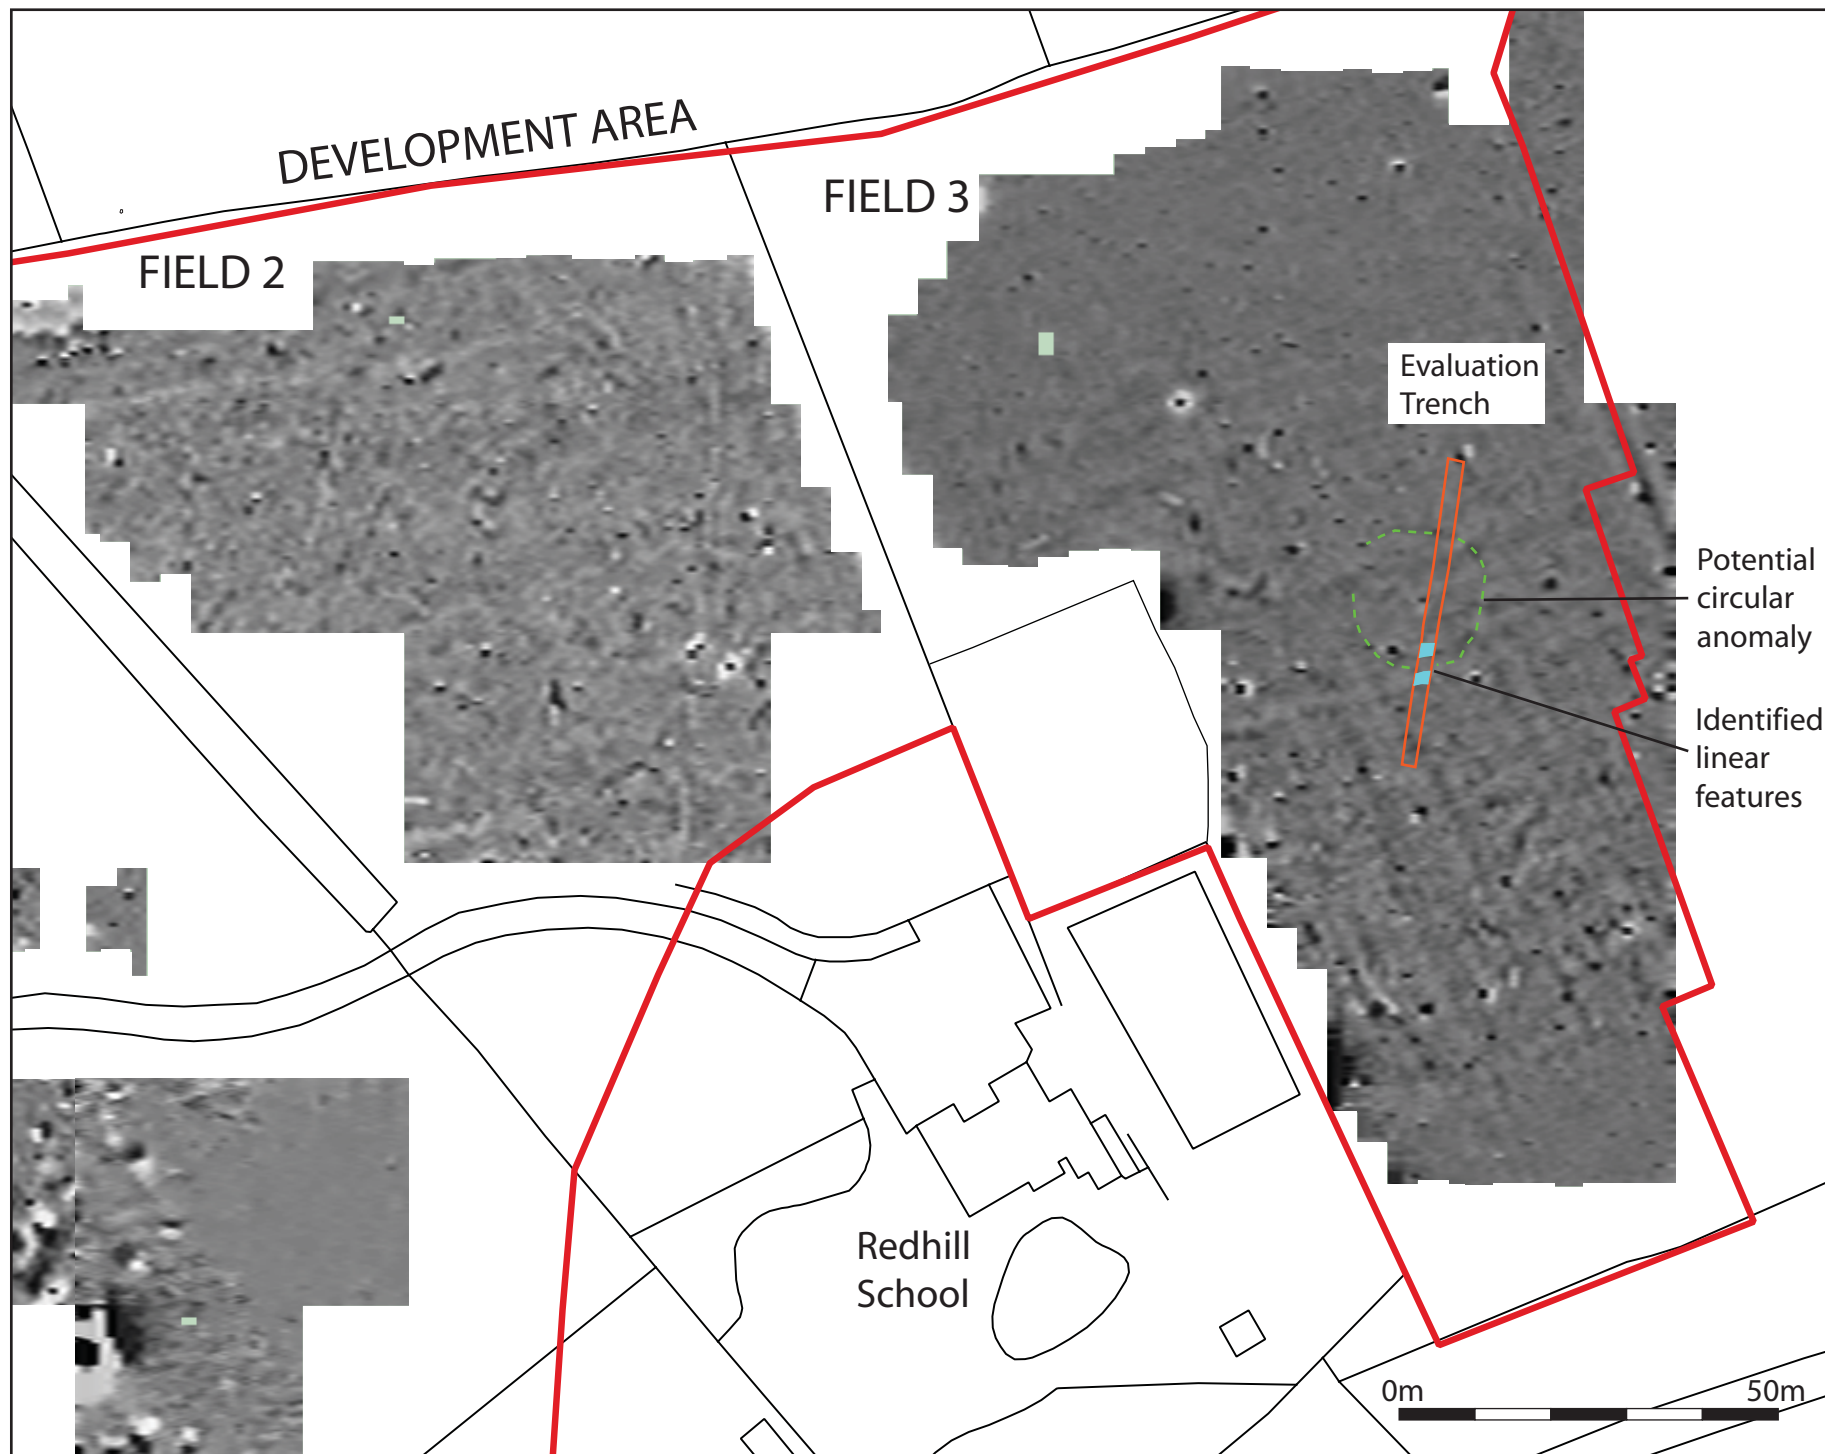 DEVELOPMENT AREA
FIELD 3
FIELD 2
Evaluation
Trench
Potential
circular
anomaly
Identified
linear
features
Redhill
School
0m 50m